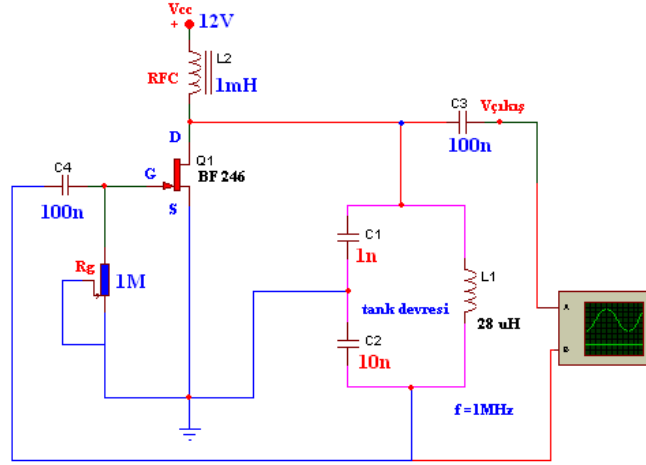 Vcc
+ 12V
L2
RFC
1mH
C3
Vçıkış
100n
D
Q1
C4
G
BF 246
S
100n
Rg
1M
C1
1n
L1
A
tank devresi
28 uH
B
C2
10n
f =1MHz